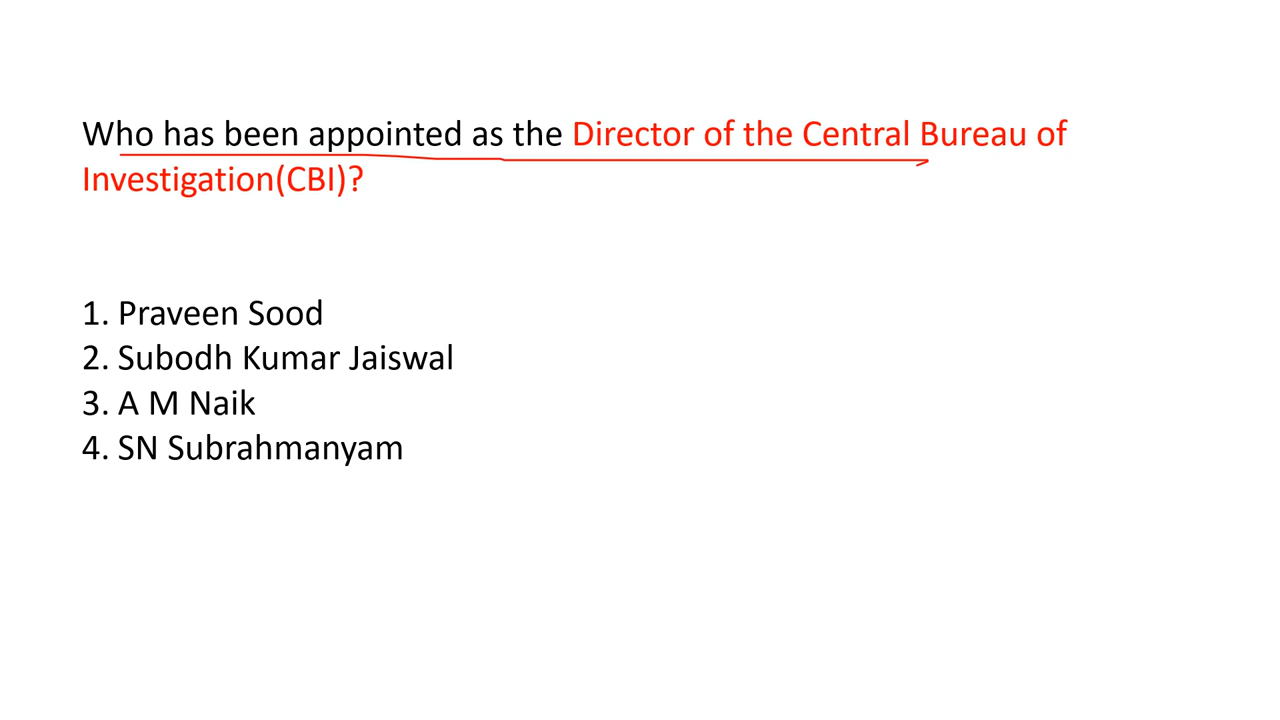 Who has been appointed as the Director of the Central Bureau of
Investigation(CBI)?
1. Praveen Sood
2. Subodh Kumar Jaiswal
3. A M Naik
4. SN Subrahmanyam